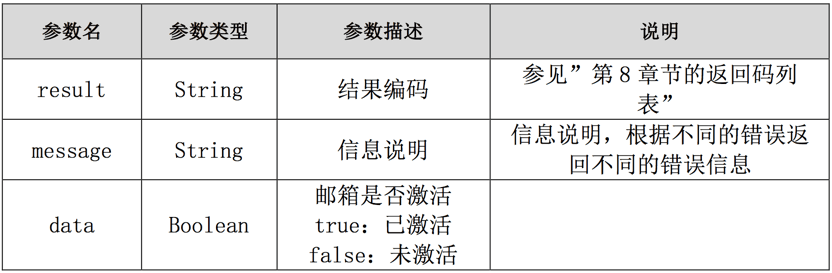 参数名 参数类型 参数描述 说明
result String 结果编码 参见”第 8 章节的返回码列
表”
message String 信息说明 信息说明，根据不同的错误返
回不同的错误信息
data Boolean 邮箱是否激活
true：已激活
false：未激活